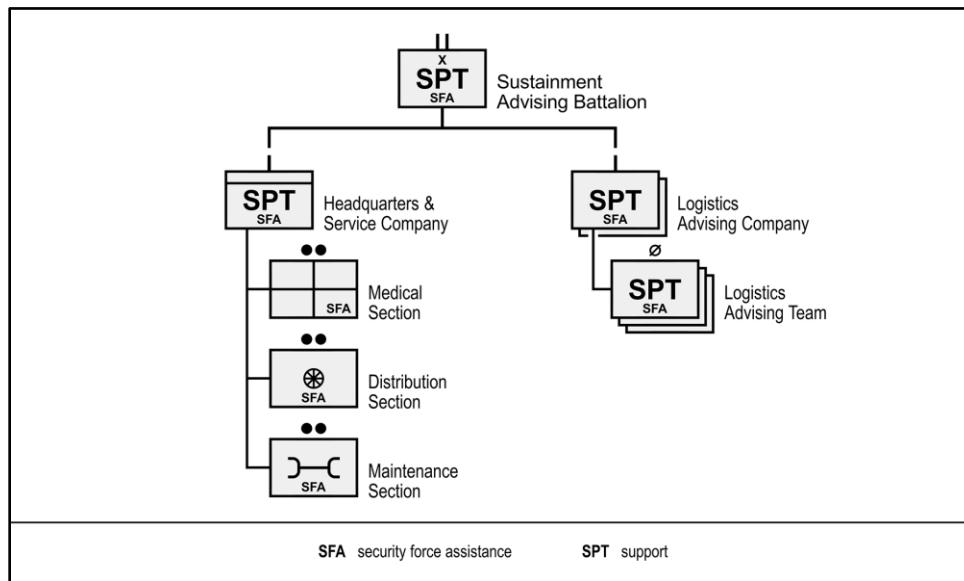 X
SPT
SFA
Sustainment
Advising Battalion
SPT
SFA
Headquarters &
Service Company
SPT
SFA
Logistics
Advising Company
SFA
Medical
Section
Ø
SPT
SFA
Logistics
Advising Team
SFA
Distribution
Section
SFA
Maintenance
Section
SFA security force assistance SPT support